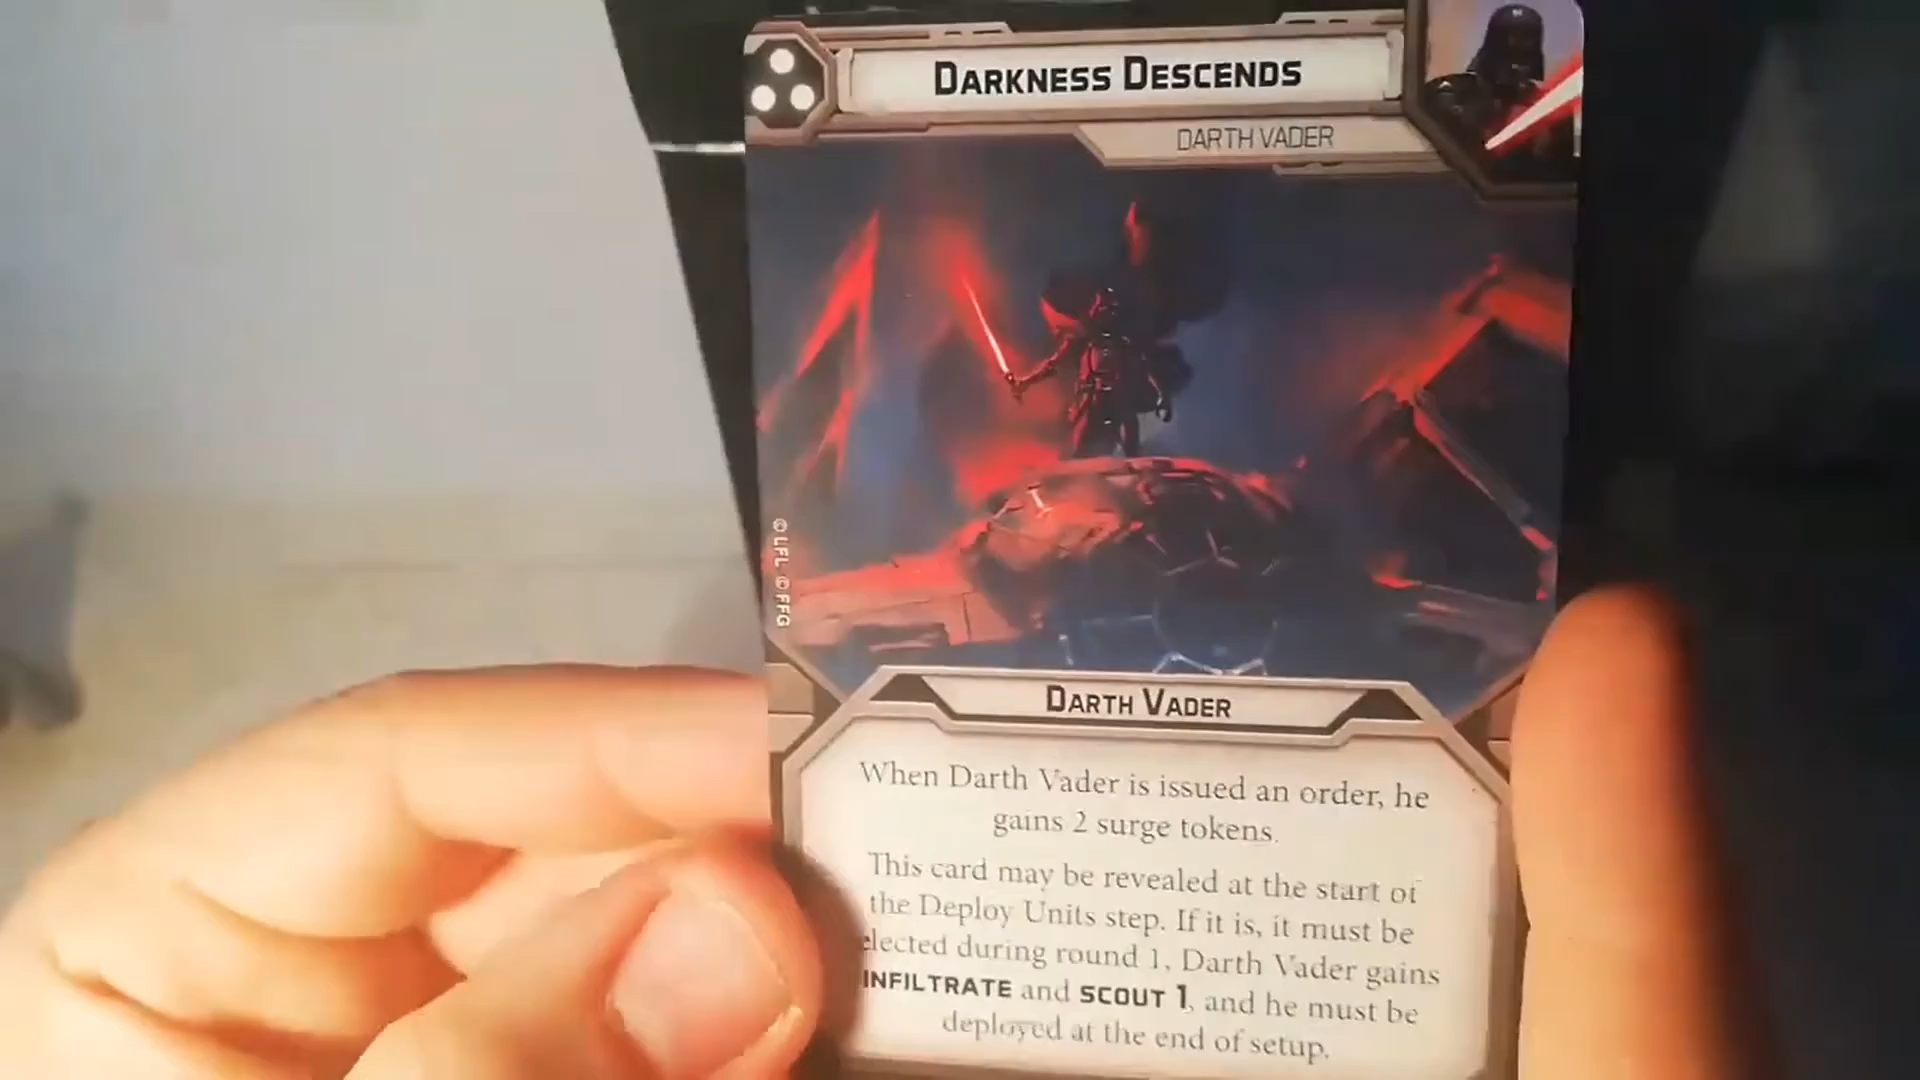 DARKNESS DESCENDS
DARTH VADER
© LFL © FFG
DARTH VADER
When Darth Vader is issued an order, he
gains 2 surge tokens.
This card may be revealed at the start of
the Deploy Units step. If it is, it must be
elected during round 1, Darth Vader gains
INFILTRATE and SCOUT 1, and he must be
deployed at the end of setup.